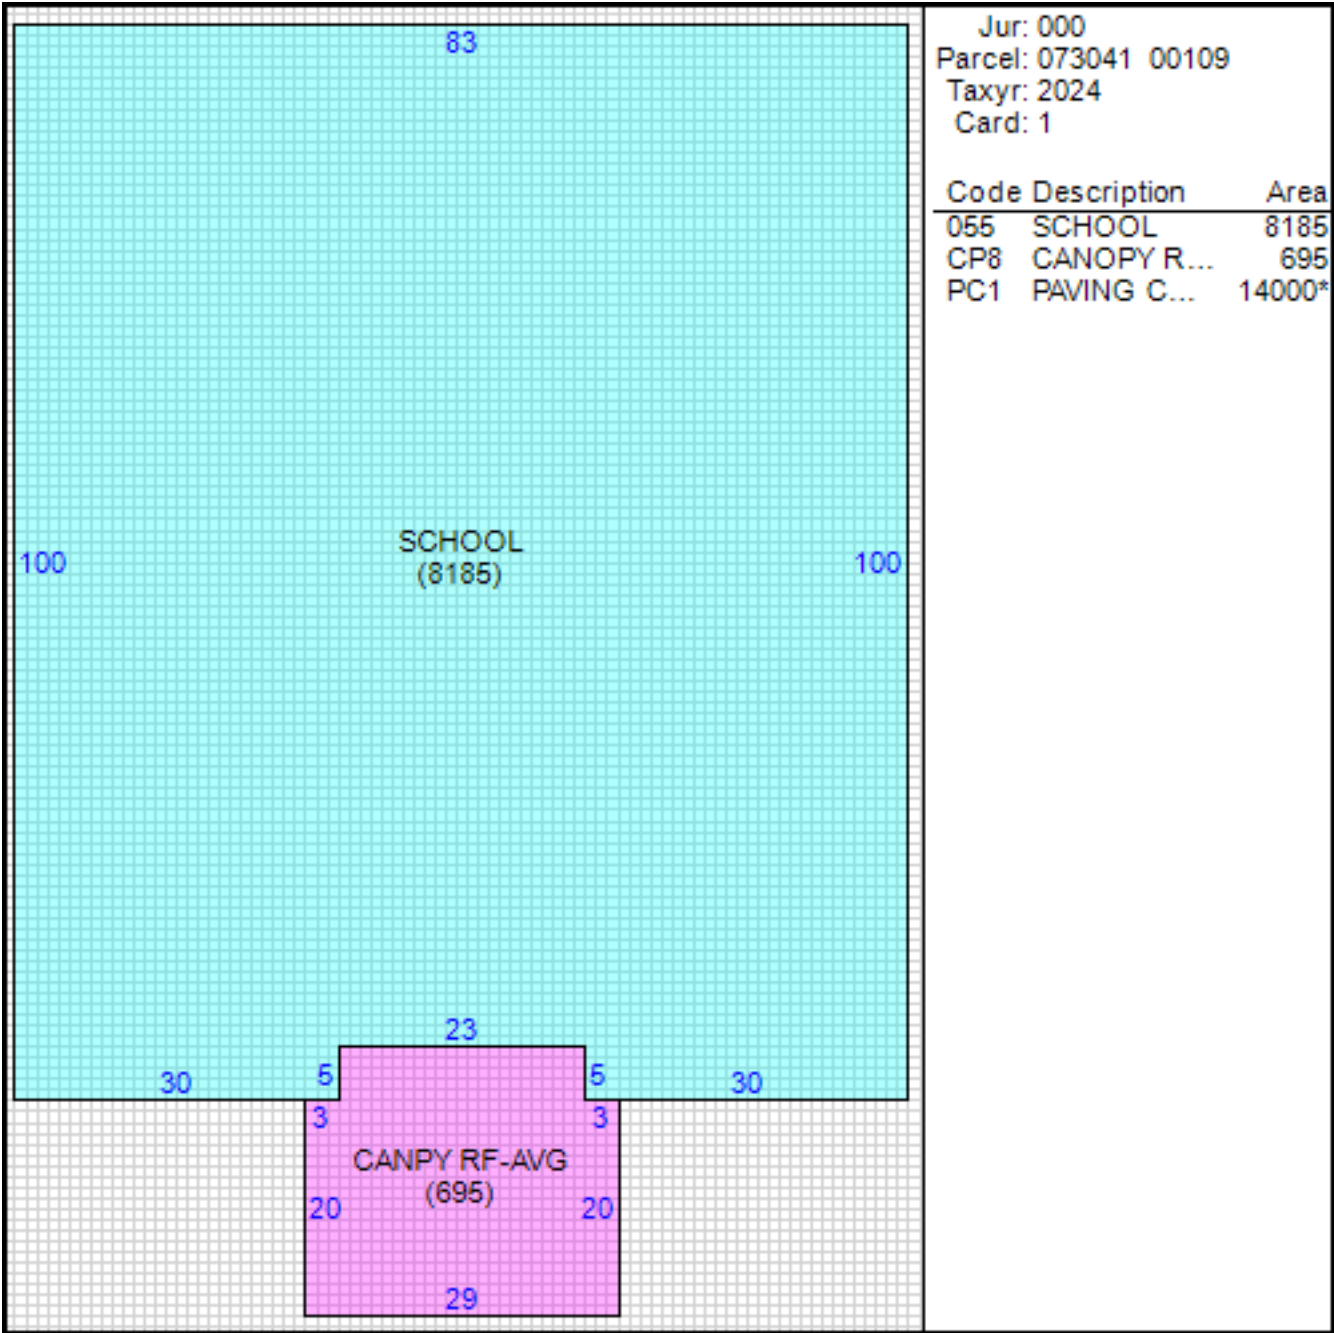 83
100
SCHOOL
(8185)
100
23
30
5
5
30
3
3
CANPY RF-AVG
(695)
20
20
29
Jur: 000
Parcel: 073041 00109
Taxyr: 2024
Card: 1
Code Description Area
055 SCHOOL 8185
CP8 CANOPY R... 695
PC1 PAVING C... 14000*